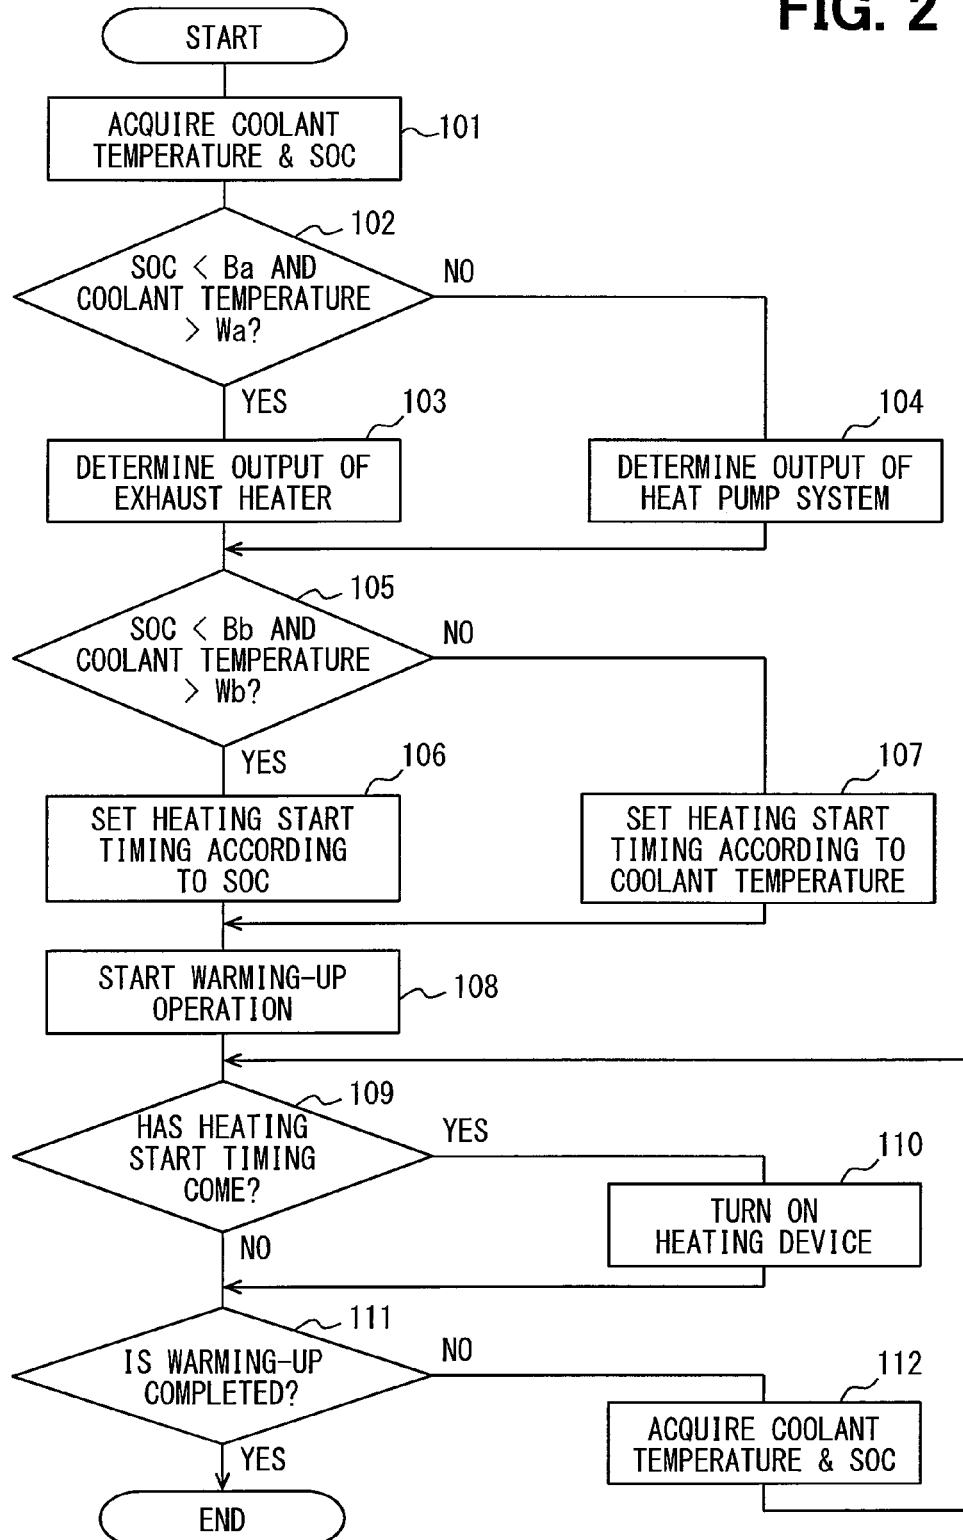 FIG. 2
START
ACQUIRE COOLANT
TEMPERATURE & SOC
101
102
SOC < Ba AND
COOLANT TEMPERATURE
> Wa?
NO
YES
103
DETERMINE OUTPUT OF
EXHAUST HEATER
104
DETERMINE OUTPUT OF
HEAT PUMP SYSTEM
105
SOC < Bb AND
COOLANT TEMPERATURE
> Wb?
NO
YES
106
SET HEATING START
TIMING ACCORDING
TO SOC
107
SET HEATING START
TIMING ACCORDING TO
COOLANT TEMPERATURE
START WARMING-UP
OPERATION
108
109
HAS HEATING
START TIMING
COME?
YES
NO
110
TURN ON
HEATING DEVICE
111
IS WARMING-UP
COMPLETED?
NO
YES
112
ACQUIRE COOLANT
TEMPERATURE & SOC
END